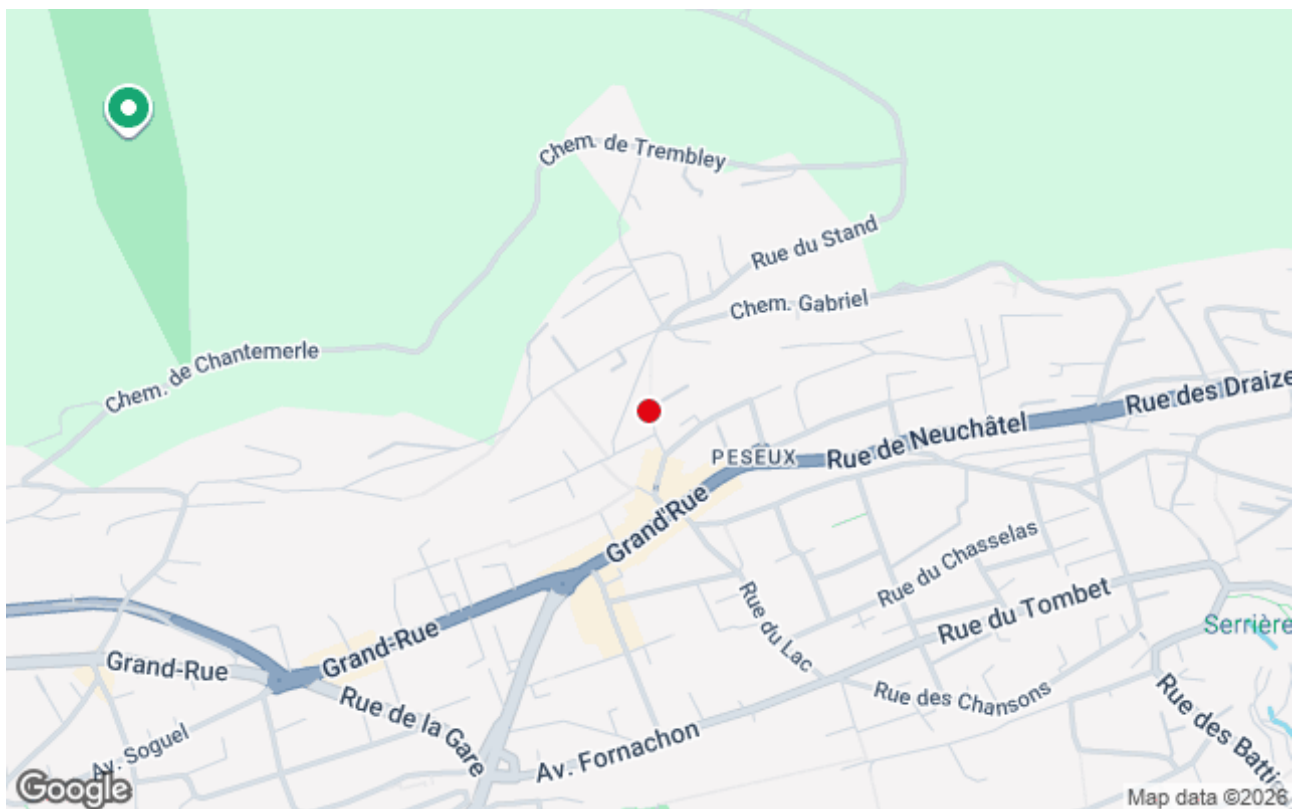 Chem. de Trembley
Rue du Stand
Chem. Gabriel
Chem. de Chantemerle
Rue des Draize
Rue de Neuchâtel
PESEUX
Grand'Rue
Rue du Chasselas
Rue du Tombet
Rue du Lac
Serrière
Grand-Rue
Grand-Rue
Rue des Chansons
Rue de la Gare
Rue des Battie
Av. Soguel
Av. Fornachon
Google
Map data ©2026